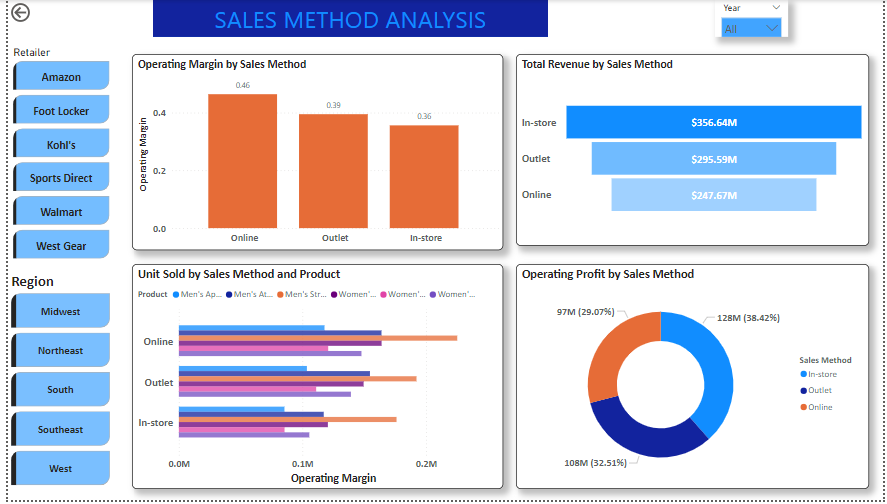 SALES METHOD ANALYSIS
Year
All
Retailer
Amazon
Foot Locker
Kohl's
Sports Direct
Walmart
West Gear
Region
Midwest
Northeast
South
Southeast
West
Operating Margin by Sales Method
Operating Margin
0.4
0.2
0.0
0.46
0.39
0.36
Online
Outlet
In-store
Total Revenue by Sales Method
In-store
$356.64M
Outlet
$295.59M
Online
$247.67M
Unit Sold by Sales Method and Product
Product Men's Ap... Men's At... Men's Str... Women'... Women'... Women'...
Online
Outlet
In-store
0.0M 0.1M 0.2M
Operating Margin
Operating Profit by Sales Method
97M (29.07%)
128M (38.42%)
108M (32.51%)
Sales Method
In-store
Outlet
Online